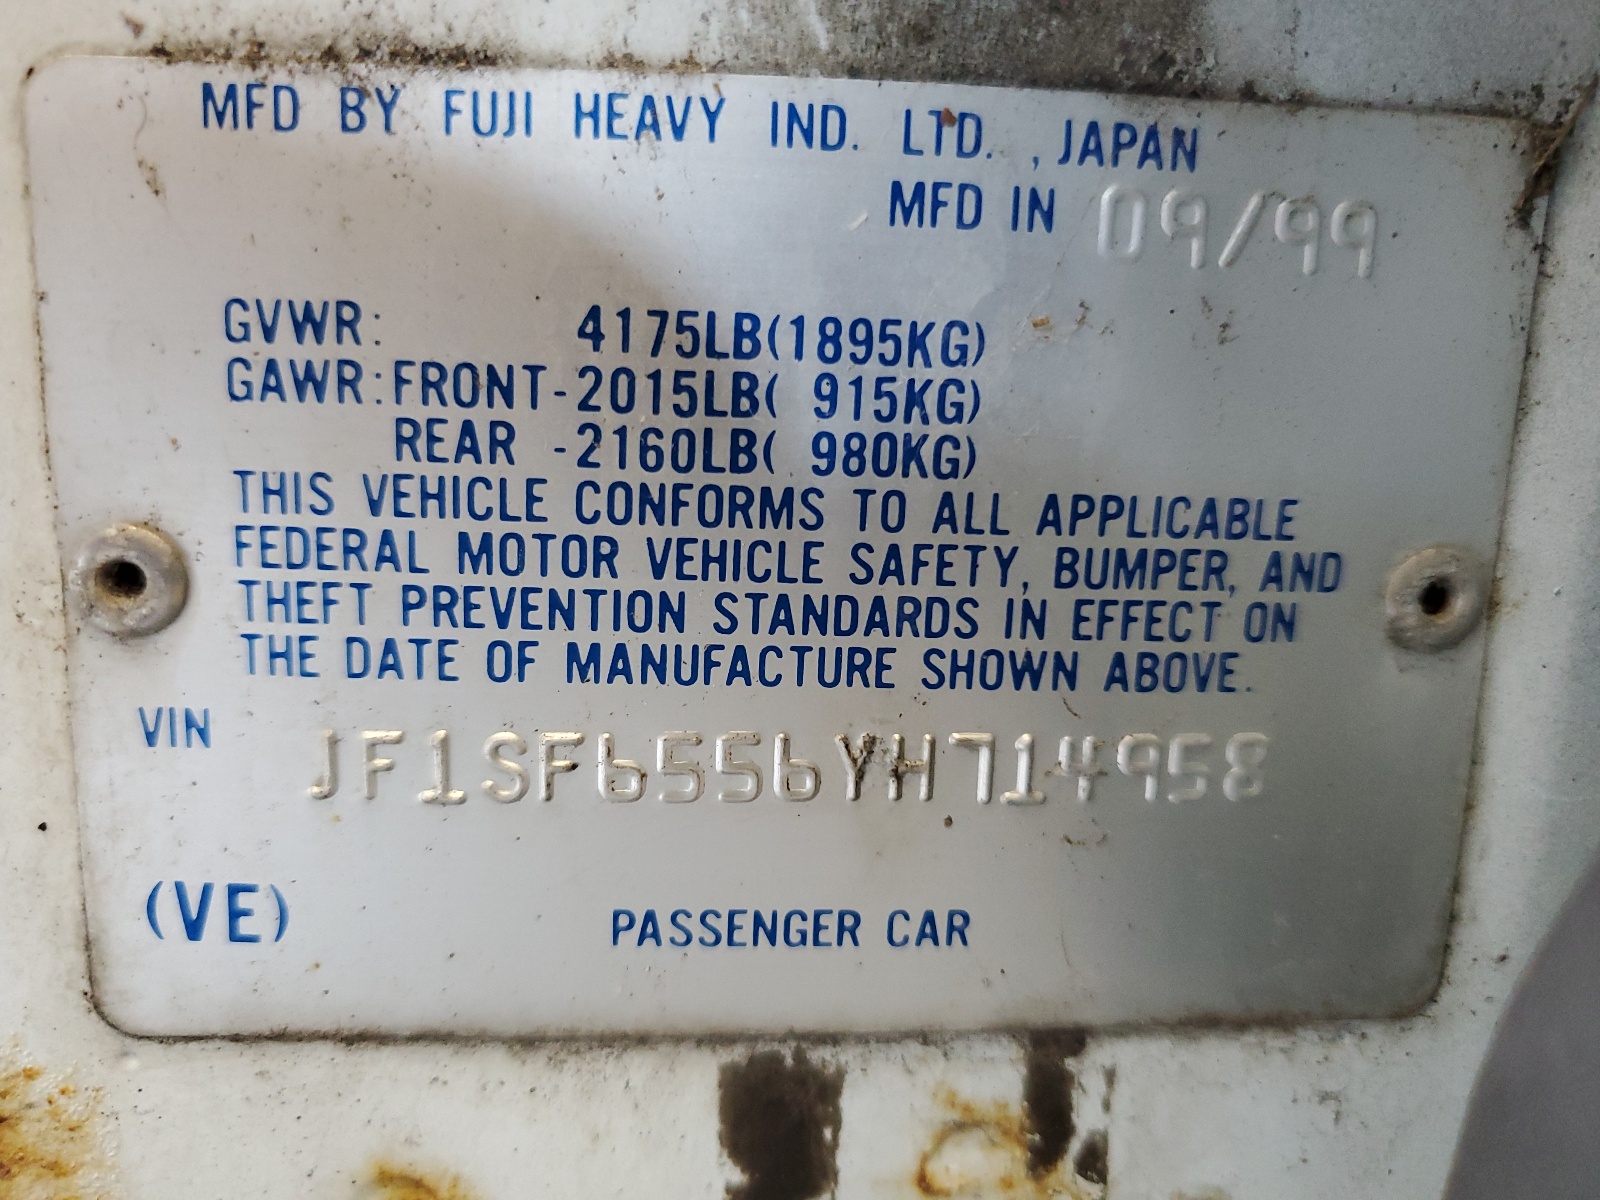 MFD BY FUJI HEAVY IND. LTD. , JAPAN
MFD IN 09/99
GVWR: 4175LB(1895KG)
GAWR:FRONT-2015LB( 915KG)
REAR -2160LB( 980KG)
THIS VEHICLE CONFORMS TO ALL APPLICABLE
FEDERAL MOTOR VEHICLE SAFETY, BUMPER, AND
THEFT PREVENTION STANDARDS IN EFFECT ON
THE DATE OF MANUFACTURE SHOWN ABOVE.
VIN JF1SF6556YH714958
(VE) PASSENGER CAR